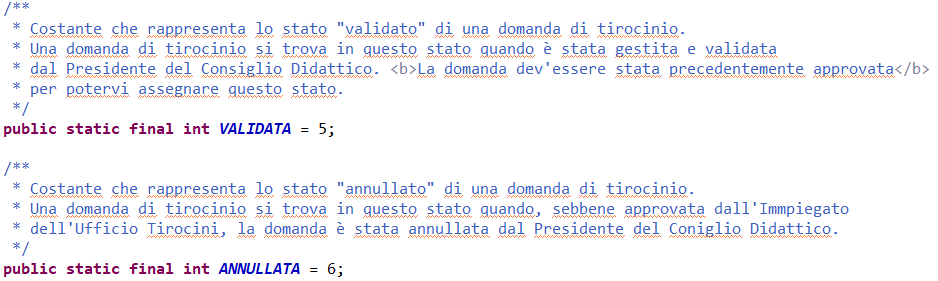 /**
 * Costante che rappresenta lo stato "validato" di una domanda di tirocinio.
 * Una domanda di tirocinio si trova in questo stato quando è stata gestita e validata
 * dal Presidente del Consiglio Didattico. <b>La domanda dev'essere stata precedentemente approvata</b>
 * per potervi assegnare questo stato.
 */
public static final int VALIDATA = 5;
/**
 * Costante che rappresenta lo stato "annullato" di una domanda di tirocinio.
 * Una domanda di tirocinio si trova in questo stato quando, sebbene approvata dall'Immpiegato
 * dell'Ufficio Tirocini, la domanda è stata annullata dal Presidente del Coniglio Didattico.
 */
public static final int ANNULLATA = 6;